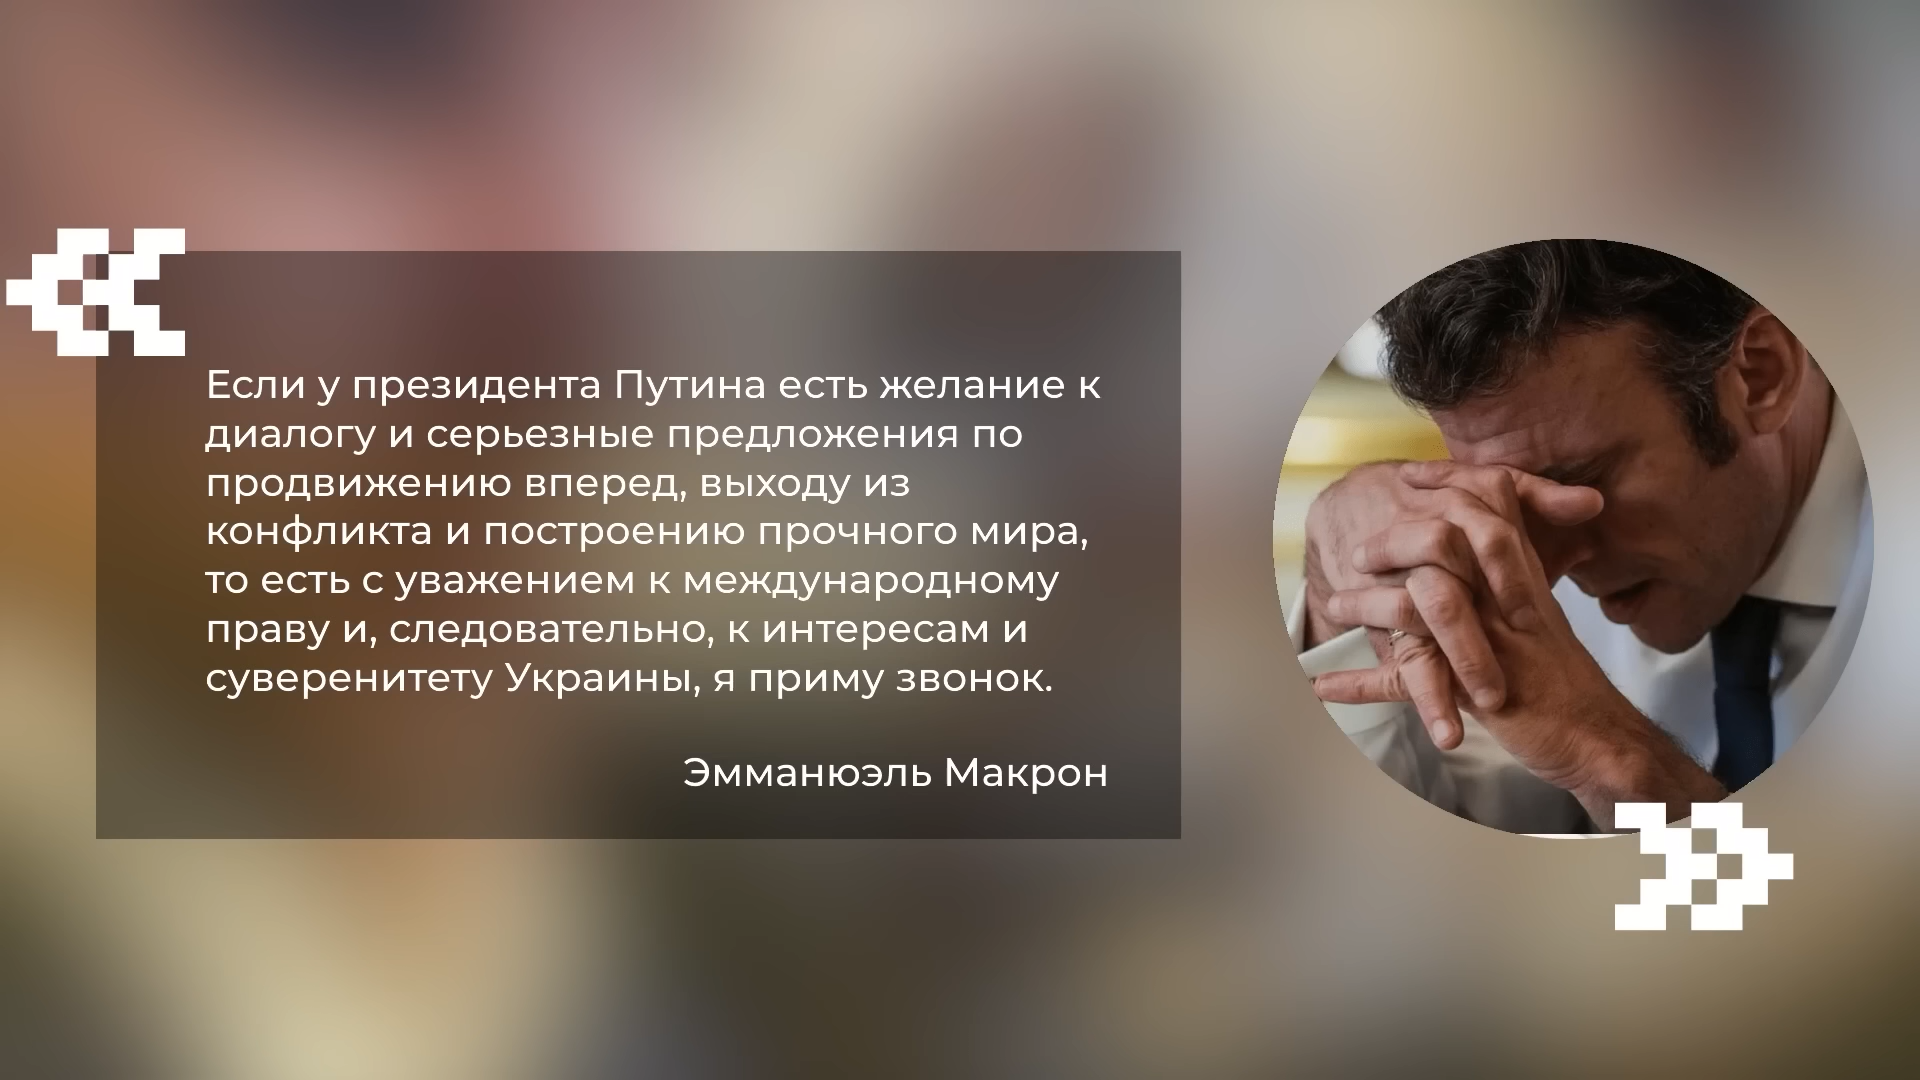 Если у президента Путина есть желание к
диалогу и серьезные предложения по
продвижению вперед, выходу из
конфликта и построению прочного мира,
то есть с уважением к международному
праву и, следовательно, к интересам и
суверенитету Украины, я приму звонок.
Эммануэль Макрон